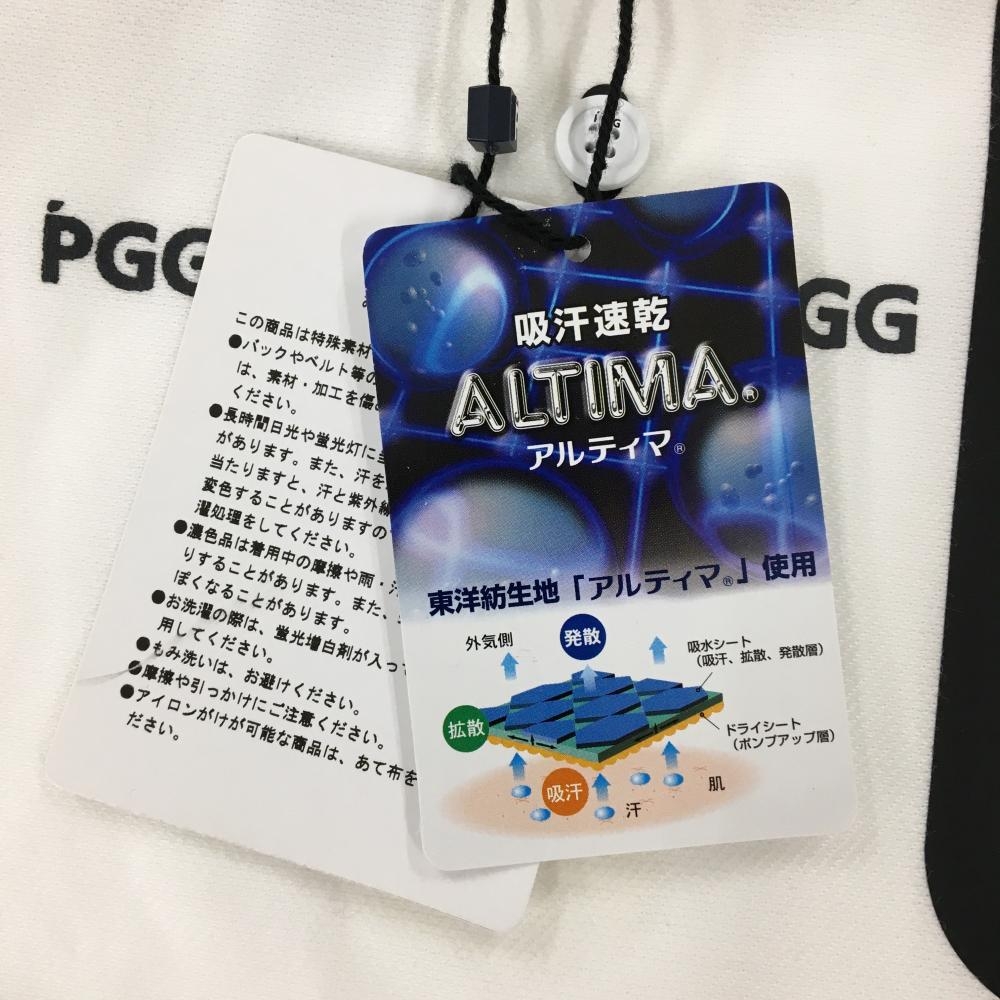 PGG
GG
吸汗速乾
ALTIMA®
アルティマ®
東洋紡生地「アルティマ®」使用
外気側
発散
吸水シート
(吸汗、拡散、発散層)
拡散
ドライシート
(ポンプアップ層)
吸汗
汗
肌
この商品は特殊素材
●バックやベルト等の
は、素材・加工を傷
ください。
●長時間日光や蛍光灯に
があります。また、汗を
当たりますと、汗と紫外線
変色することがありますの
濯処理をしてください。
●濃色品は着用中の摩擦や雨・汗
りすることがあります。また、
ぽくなることがあります。
●お洗濯の際は、蛍光増白剤が入って
用してください。
●もみ洗いは、お避けください。
●摩擦や引っかけにご注意ください。
●アイロンがけが可能な商品は、あて布を
ださい。